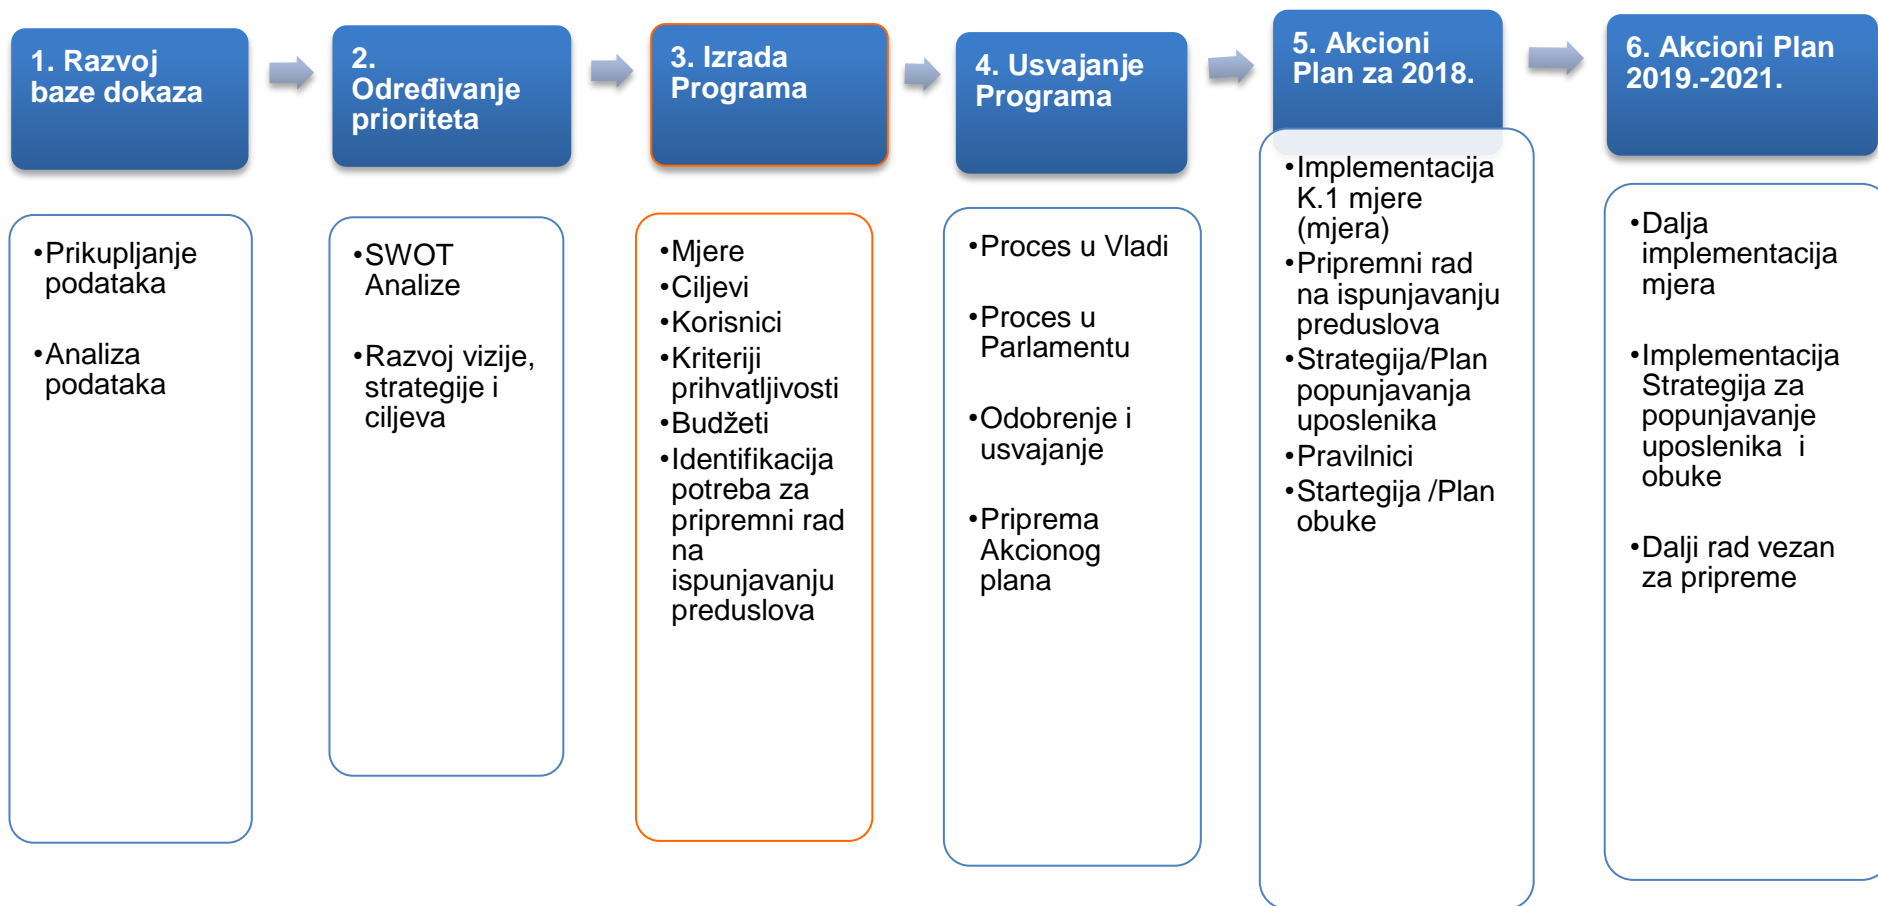 1. Razvoj
baze dokaza
•Prikupljanje
podataka
•Analiza
podataka
2.
Određivanje
prioriteta
•SWOT
Analize
•Razvoj vizije,
strategije i
ciljeva
3. Izrada
Programa
•Mjere
•Ciljevi
•Korisnici
•Kriteriji
prihvatljivosti
•Budžeti
•Identifikacija
potreba za
pripremni rad
na
ispunjavanju
preduslova
4. Usvajanje
Programa
•Proces u Vladi
•Proces u
Parlamentu
•Odobrenje i
usvajanje
•Priprema
Akcionog
plana
5. Akcioni
Plan za 2018.
•Implementacija
K.1 mjere
(mjera)
•Pripremni rad
na ispunjavanju
preduslova
•Strategija/Plan
popunjavanja
uposlenika
•Pravilnici
•Startegija /Plan
obuke
6. Akcioni Plan
2019.-2021.
•Dalja
implementacija
mjera
•Implementacija
Strategija za
popunjavanje
uposlenika  i
obuke
•Dalji rad vezan
za pripreme